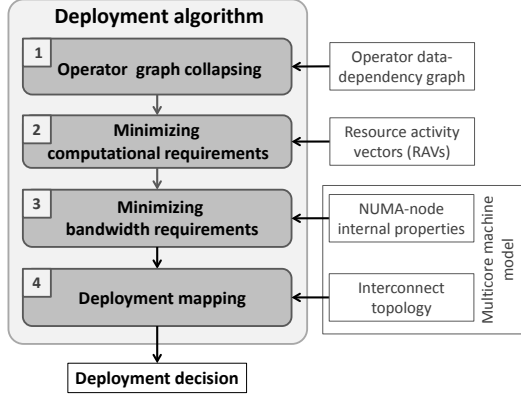 Deployment algorithm
1
Operator graph collapsing
Operator data-
dependency graph
2
Minimizing
computational requirements
Resource activity
vectors (RAVs)
3
Minimizing
bandwidth requirements
NUMA-node
internal properties
4
Deployment mapping
Interconnect
topology
Multicore machine
model
Deployment decision